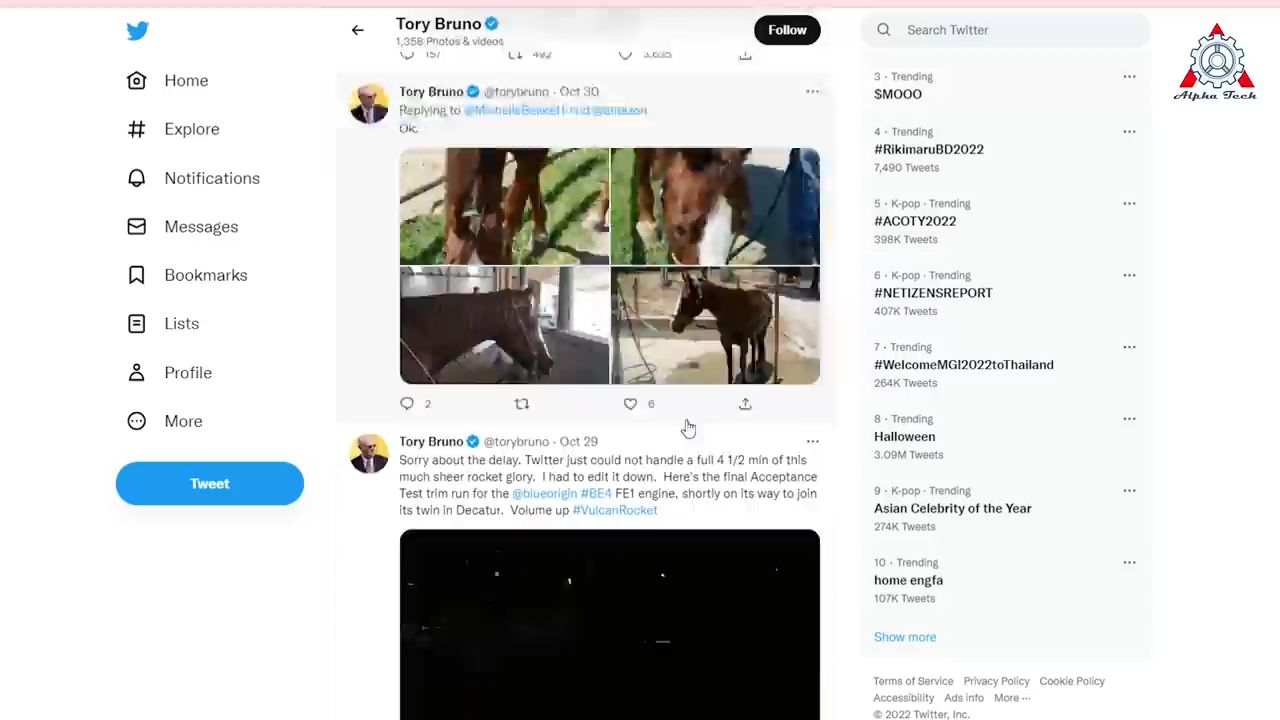 Home
Explore
Notifications
Messages
Bookmarks
Lists
Profile
More
Tweet
Tory Bruno
1,358 Photos & videos
Follow
157
492
3,635
Tory Bruno @torybruno · Oct 30
Replying to
Ok.
2
6
Tory Bruno @torybruno · Oct 29
Sorry about the delay. Twitter just could not handle a full 4 1/2 min of this
much sheer rocket glory. I had to edit it down. Here's the final Acceptance
Test trim run for the @blueorigin #BE4 FE1 engine, shortly on its way to join
its twin in Decatur. Volume up #VulcanRocket
Search Twitter
3 · Trending
$MOOO
4 · Trending
#RikimaruBD2022
7,490 Tweets
5 · K-pop · Trending
#ACOTY2022
398K Tweets
6 · K-pop · Trending
#NETIZENSREPORT
407K Tweets
7 · Trending
#WelcomeMGI2022toThailand
264K Tweets
8 · Trending
Halloween
3.09M Tweets
9 · K-pop · Trending
Asian Celebrity of the Year
274K Tweets
10 · Trending
home engfa
107K Tweets
Show more
Terms of Service Privacy Policy Cookie Policy
Accessibility Ads info More ···
© 2022 Twitter, Inc.
Alpha Tech